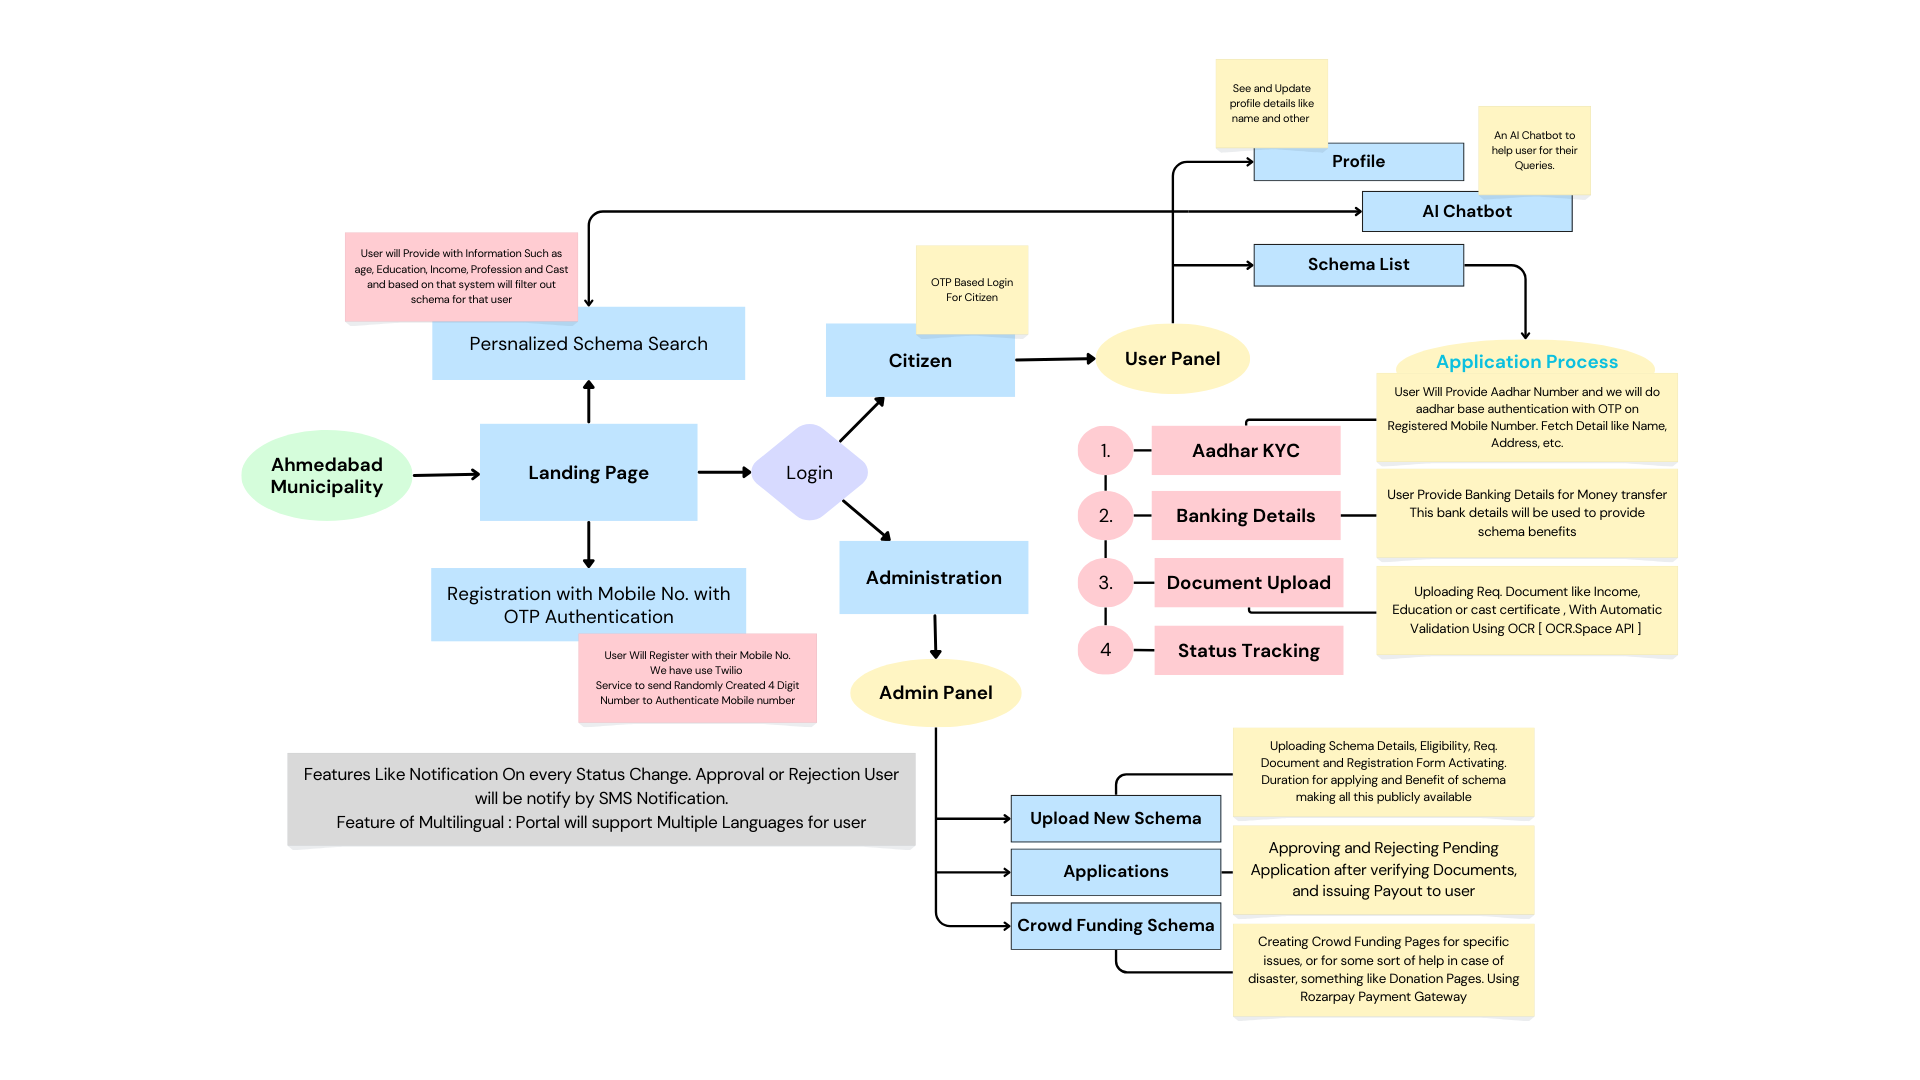 See and Update
profile details like
name and other
An AI Chatbot to
help user for their
Queries.
Profile
AI Chatbot
Schema List
User will Provide with Information Such as
age, Education, Income, Profession and Cast
and based on that system will filter out
schema for that user
Persnalized Schema Search
OTP Based Login
For Citizen
Citizen
User Panel
Ahmedabad
Municipality
Landing Page
Login
Registration with Mobile No. with
OTP Authentication
User Will Register with their Mobile No.
We have use Twilio
Service to send Randomly Created 4 Digit
Number to Authenticate Mobile number
Administration
Admin Panel
Application Process
User Will Provide Aadhar Number and we will do
aadhar base authentication with OTP on
Registered Mobile Number. Fetch Detail like Name,
Address, etc.
1.
Aadhar KYC
2.
Banking Details
User Provide Banking Details for Money transfer
This bank details will be used to provide
schema benefits
3.
Document Upload
Uploading Req. Document like Income,
Education or cast certificate , With Automatic
Validation Using OCR [ OCR.Space API ]
4
Status Tracking
Features Like Notification On every Status Change. Approval or Rejection User
will be notify by SMS Notification.
Feature of Multilingual : Portal will support Multiple Languages for user
Uploading Schema Details, Eligibility, Req.
Document and Registration Form Activating.
Duration for applying and Benefit of schema
making all this publicly available
Upload New Schema
Applications
Approving and Rejecting Pending
Application after verifying Documents,
and issuing Payout to user
Crowd Funding Schema
Creating Crowd Funding Pages for specific
issues, or for some sort of help in case of
disaster, something like Donation Pages. Using
Rozarpay Payment Gateway